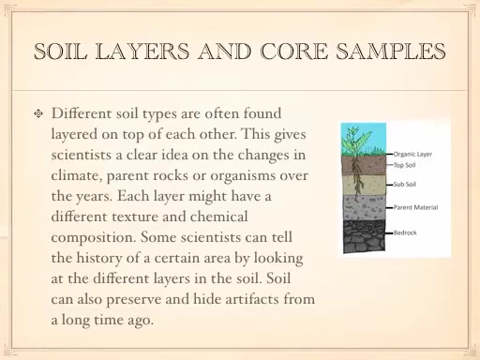 SOIL LAYERS AND CORE SAMPLES
Different soil types are often found
layered on top of each other. This gives
scientists a clear idea on the changes in
climate, parent rocks or organisms over
the years. Each layer might have a
different texture and chemical
composition. Some scientists can tell
the history of a certain area by looking
at the different layers in the soil. Soil
can also preserve and hide artifacts from
a long time ago.
Organic Layer
Top Soil
Sub Soil
Parent Material
Bedrock